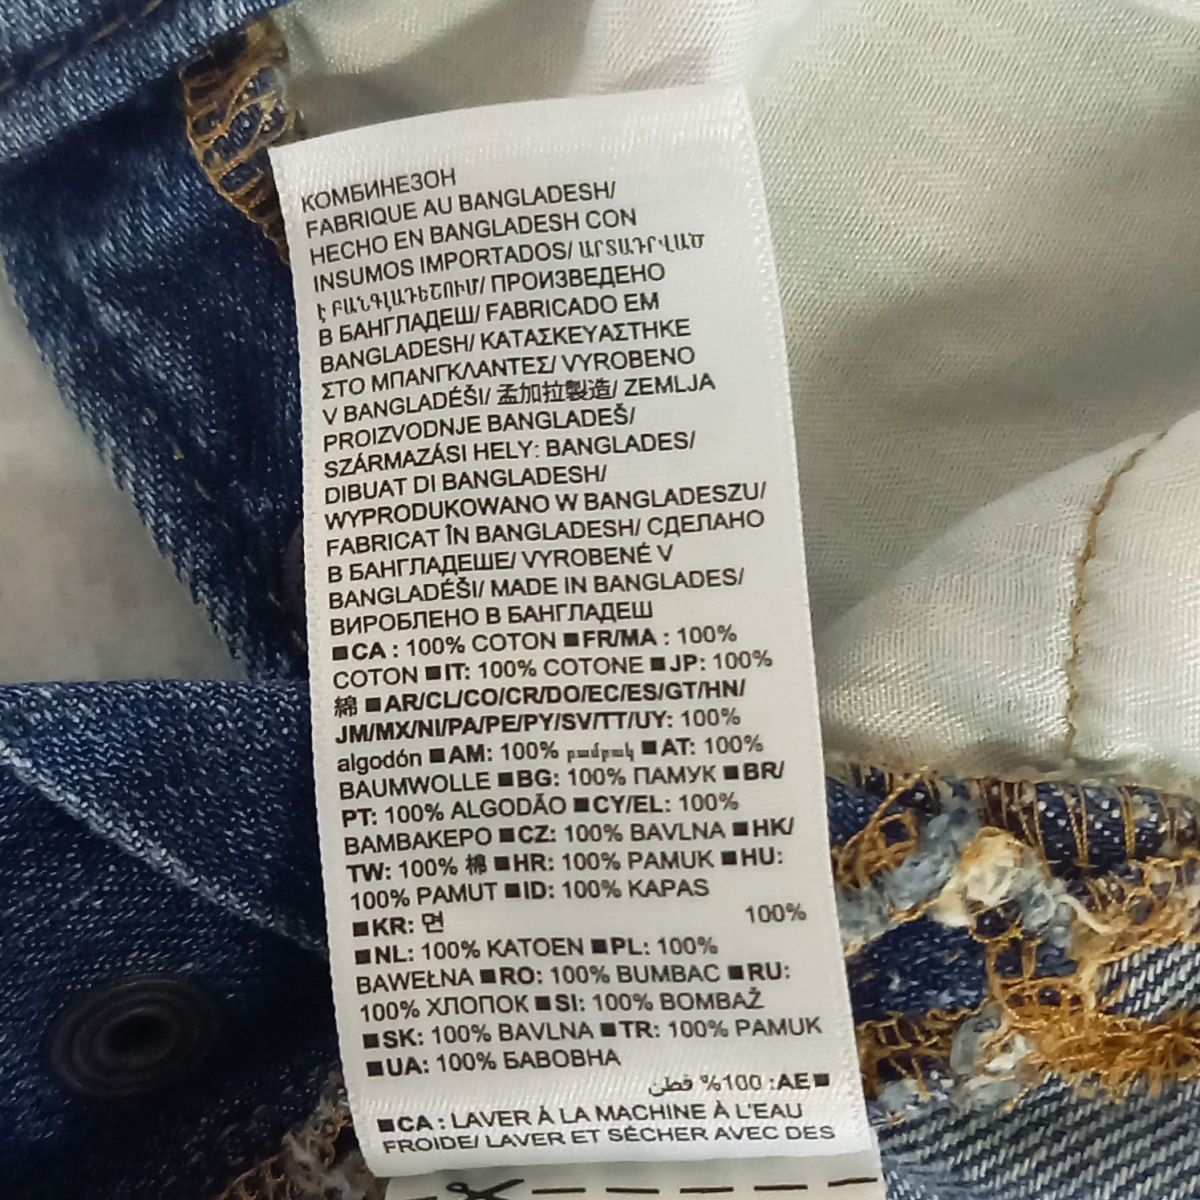 КОМБИНЕЗОН
FABRIQUE AU BANGLADESH/
HECHO EN BANGLADESH CON
INSUMOS IMPORTADOS/ ԱՐՏԱԴՐՎԱԾ
Է ԲԱՆԳԼԱԴԵՇՈՒՄ/ ПРОИЗВЕДЕНО
В БАНГЛАДЕШ/ FABRICADO EM
BANGLADESH/ ΚΑΤΑΣΚΕΥΑΣΤΗΚΕ
ΣΤΟ ΜΠΑΝΓΚΛΑΝΤΕΣ/ VYROBENO
V BANGLADÉŠI/ 孟加拉製造/ ZEMLJA
PROIZVODNJE BANGLADEŠ/
SZÁRMAZÁSI HELY: BANGLADES/
DIBUAT DI BANGLADESH/
WYPRODUKOWANO W BANGLADESZU/
FABRICAT ÎN BANGLADESH/ СДЕЛАНО
В БАНГЛАДЕШЕ/ VYROBENÉ V
BANGLADÉŠI/ MADE IN BANGLADES/
ВИРОБЛЕНО В БАНГЛАДЕШ
■CA : 100% COTON ■FR/MA : 100%
COTON ■IT: 100% COTONE ■JP: 100%
綿 ■AR/CL/CO/CR/DO/EC/ES/GT/HN/
JM/MX/NI/PA/PE/PY/SV/TT/UY: 100%
algodón ■AM: 100% բամբակ ■AT: 100%
BAUMWOLLE ■BG: 100% ПАМУК ■BR/
PT: 100% ALGODÃO ■CY/EL: 100%
ΒΑΜΒΑΚΕΡΟ ■CZ: 100% BAVLNA ■HK/
TW: 100% 棉 ■HR: 100% PAMUK ■HU:
100% PAMUT ■ID: 100% KAPAS
■KR: 면 100%
■NL: 100% KATOEN ■PL: 100%
BAWEŁNA ■RO: 100% BUMBAC ■RU:
100% ХЛОПОК ■SI: 100% BOMBAŽ
■SK: 100% BAVLNA ■TR: 100% PAMUK
■UA: 100% БАВОВНА
■AE: 100% قطن
■CA : LAVER À LA MACHINE À L'EAU
FROIDE/ LAVER ET SÉCHER AVEC DES